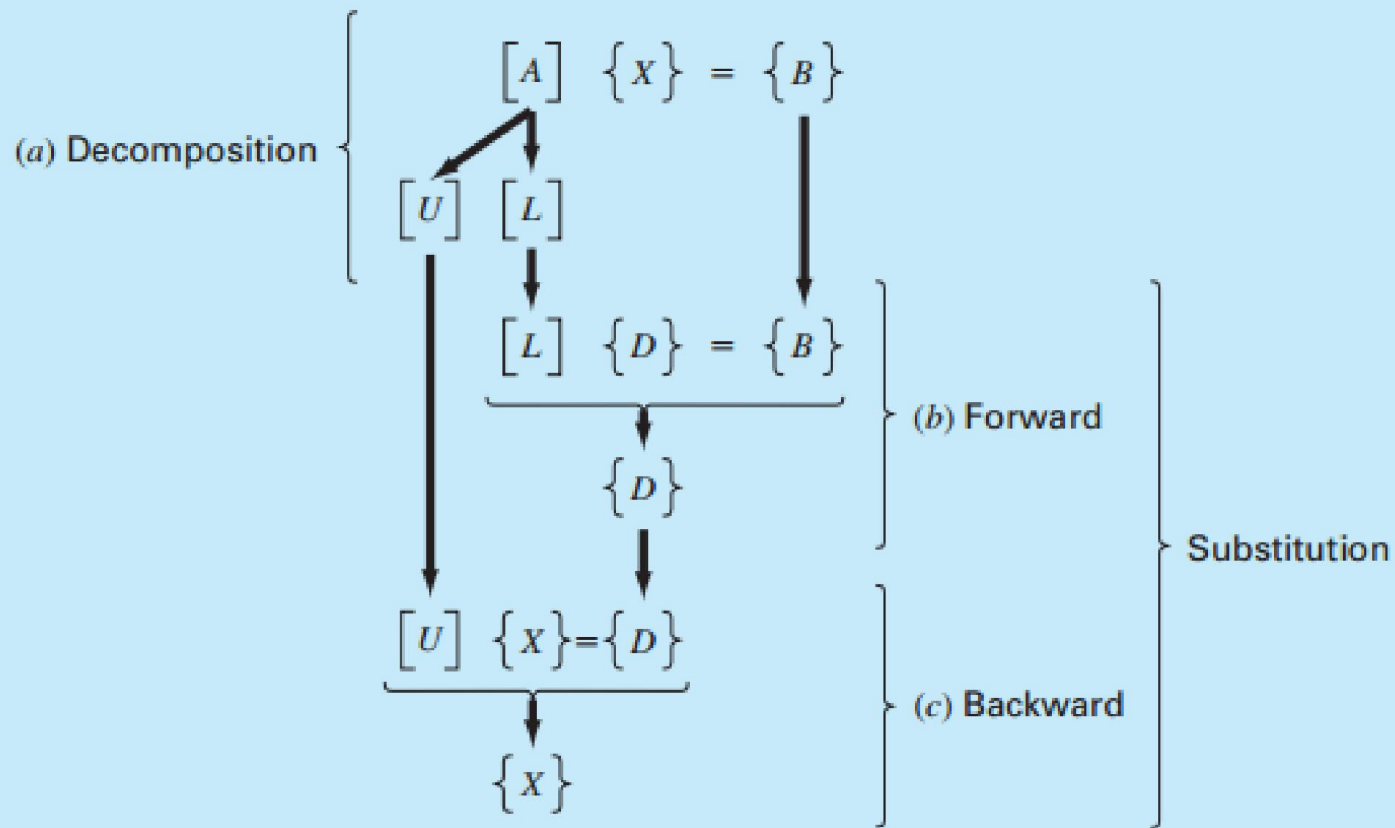 [A] {X} = {B}
(a) Decomposition
[U] [L]
[L] {D} = {B}
(b) Forward
{D}
Substitution
[U] {X}={D}
(c) Backward
{X}